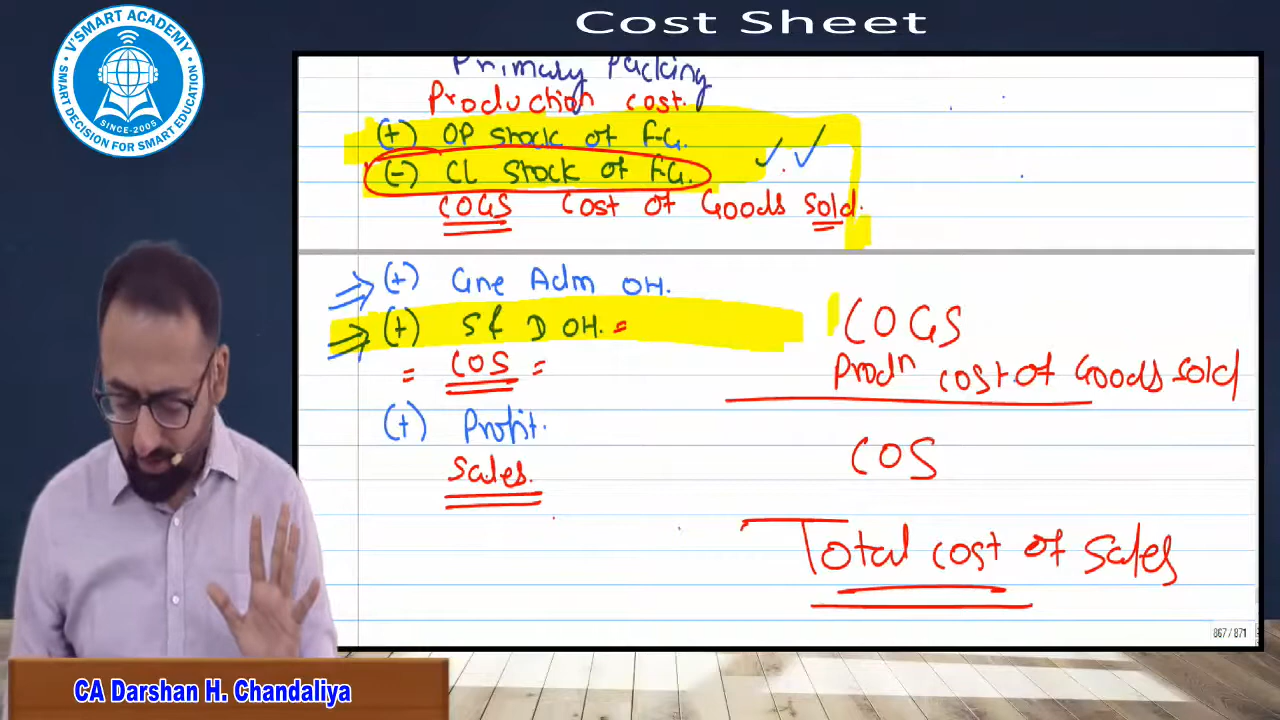 Cost Sheet
V'SMART ACADEMY
SINCE-2005
SMART DECISION FOR SMART EDUCATION
Primary Packing
Production cost.
(+) OP stock of F.G.
(-) CL stock of F.G.
COGS Cost of Goods Sold.
(+) Gne Adm OH.
(+) S & D OH. =
= COS =
(+) Profit.
Sales.
COGS
Prodn cost of Goods sold
COS
Total cost of sales
867 / 871
CA Darshan H. Chandaliya